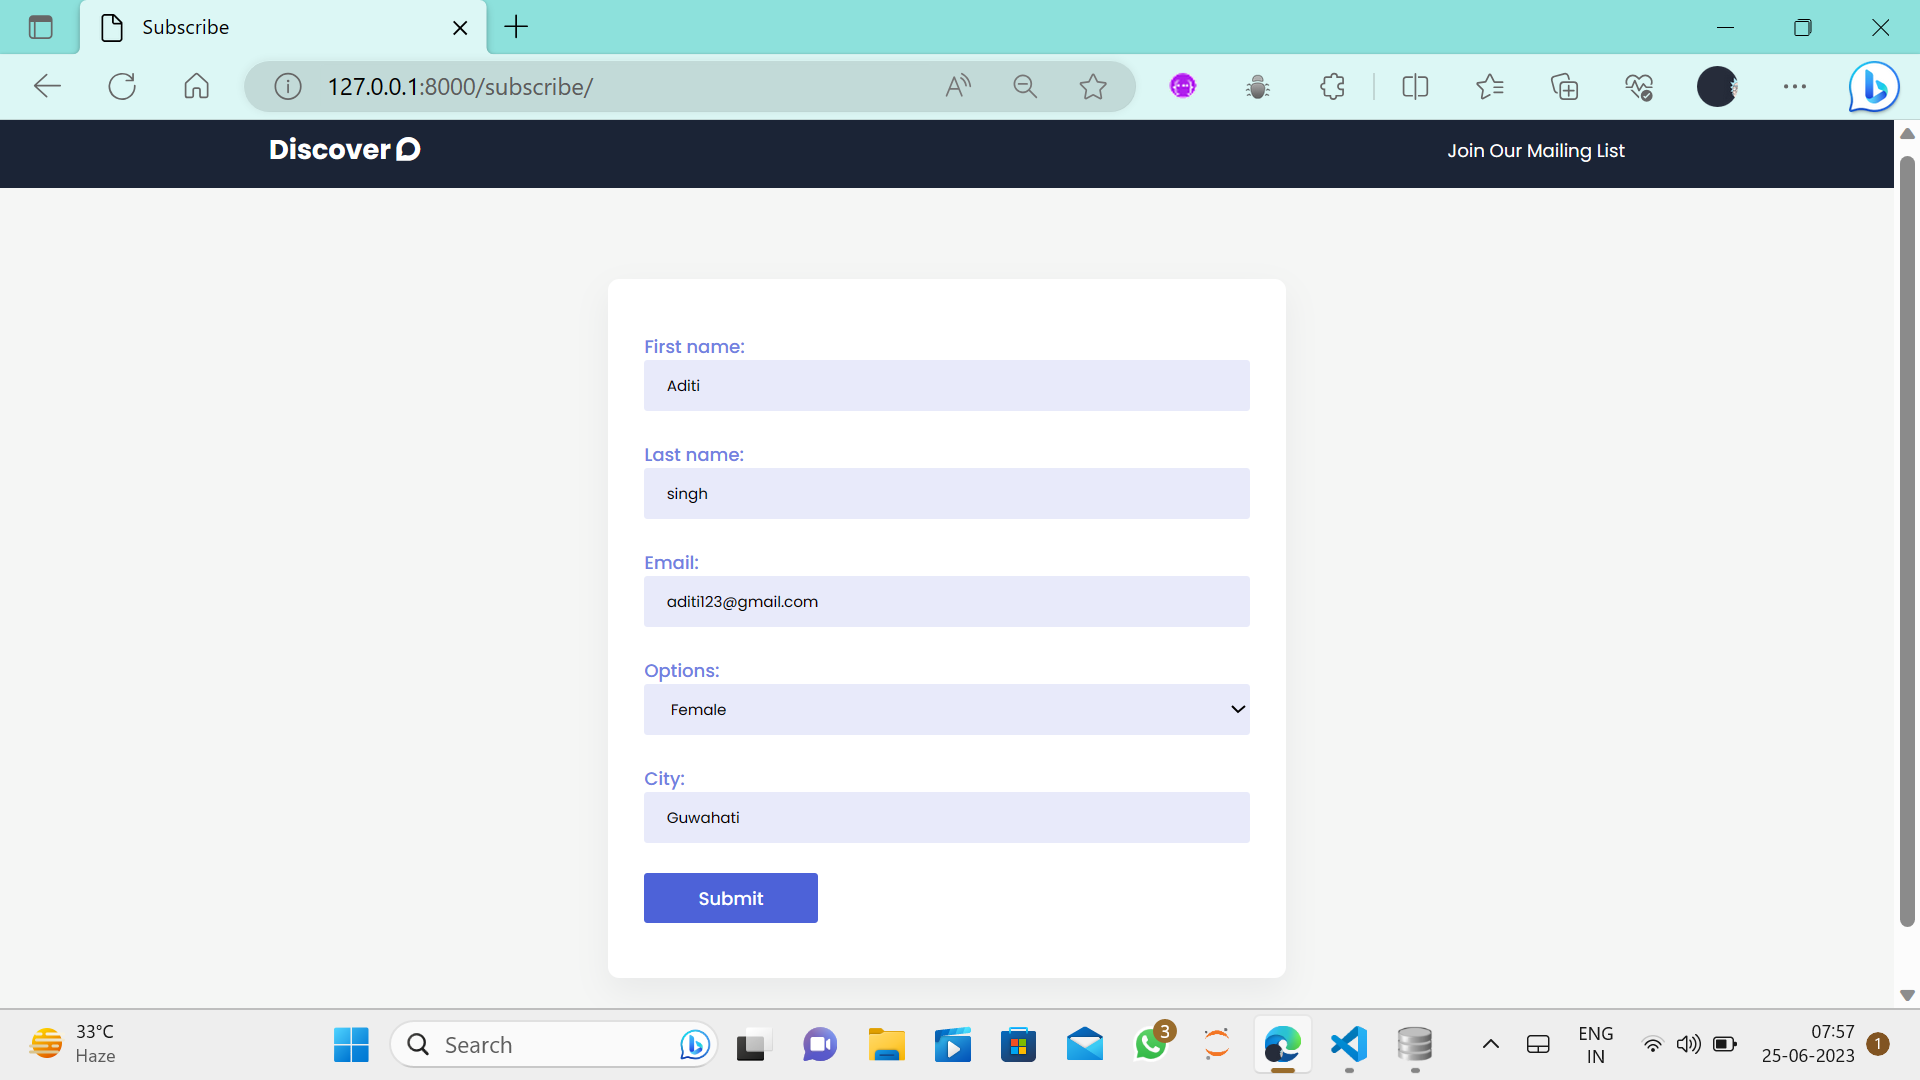 Subscribe
127.0.0.1:8000/subscribe/
Discover
Join Our Mailing List
First name:
Aditi
Last name:
singh
Email:
aditi123@gmail.com
Options:
Female
City:
Guwahati
Submit
33°C
Haze
Search
3
ENG
IN
07:57
25-06-2023
1